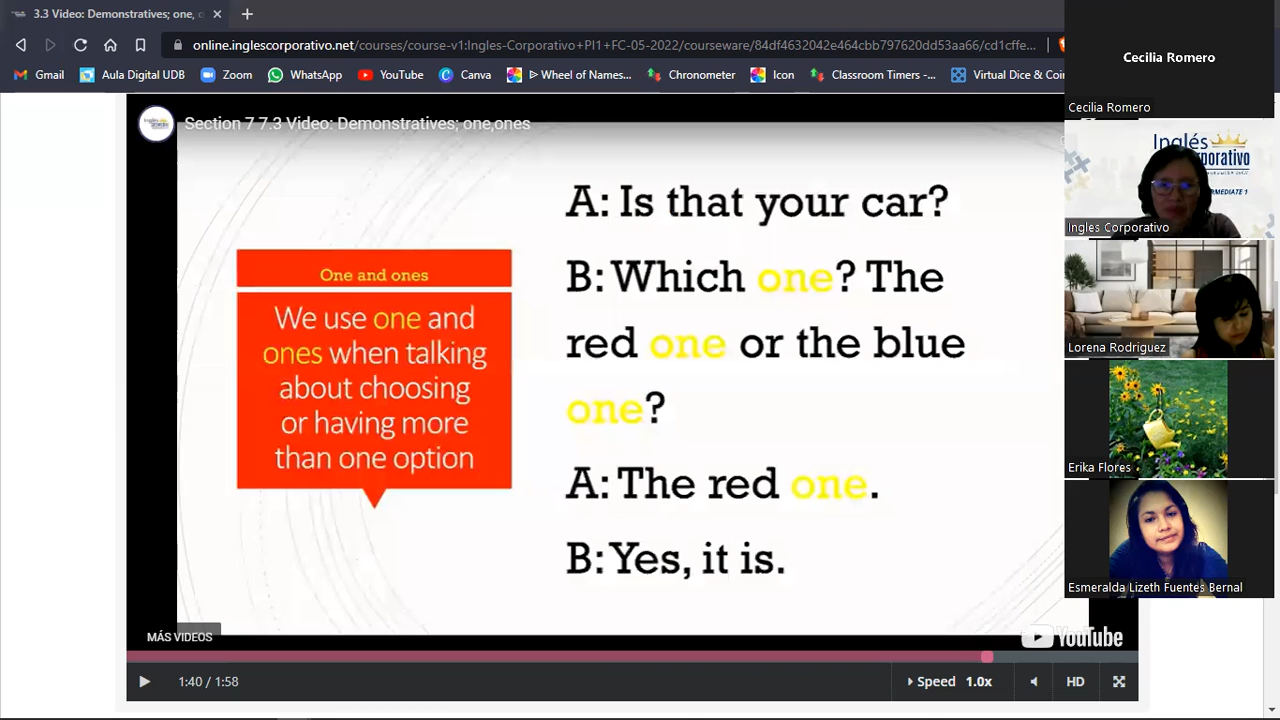 3.3 Video: Demonstratives; one,
online.inglescorporativo.net/courses/course-v1:Ingles-Corporativo+PI1+FC-05-2022/courseware/84df4632042e464cbb797620dd53aa66/cd1cffe...
Gmail
Aula Digital UDB
Zoom
WhatsApp
YouTube
Canva
Wheel of Names...
Chronometer
Icon
Classroom Timers -...
Virtual Dice & Coi
Section 7 7.3 Video: Demonstratives; one,ones
One and ones
We use one and
ones when talking
about choosing
or having more
than one option
A: Is that your car?
B: Which one? The
red one or the blue
one?
A: The red one.
B: Yes, it is.
MÁS VIDEOS
YouTube
1:40 / 1:58
Speed 1.0x
HD
Cecilia Romero
Cecilia Romero
Inglés
orporativo
RMEDIATE 1
Ingles Corporativo
Lorena Rodriguez
Erika Flores
Esmeralda Lizeth Fuentes Bernal